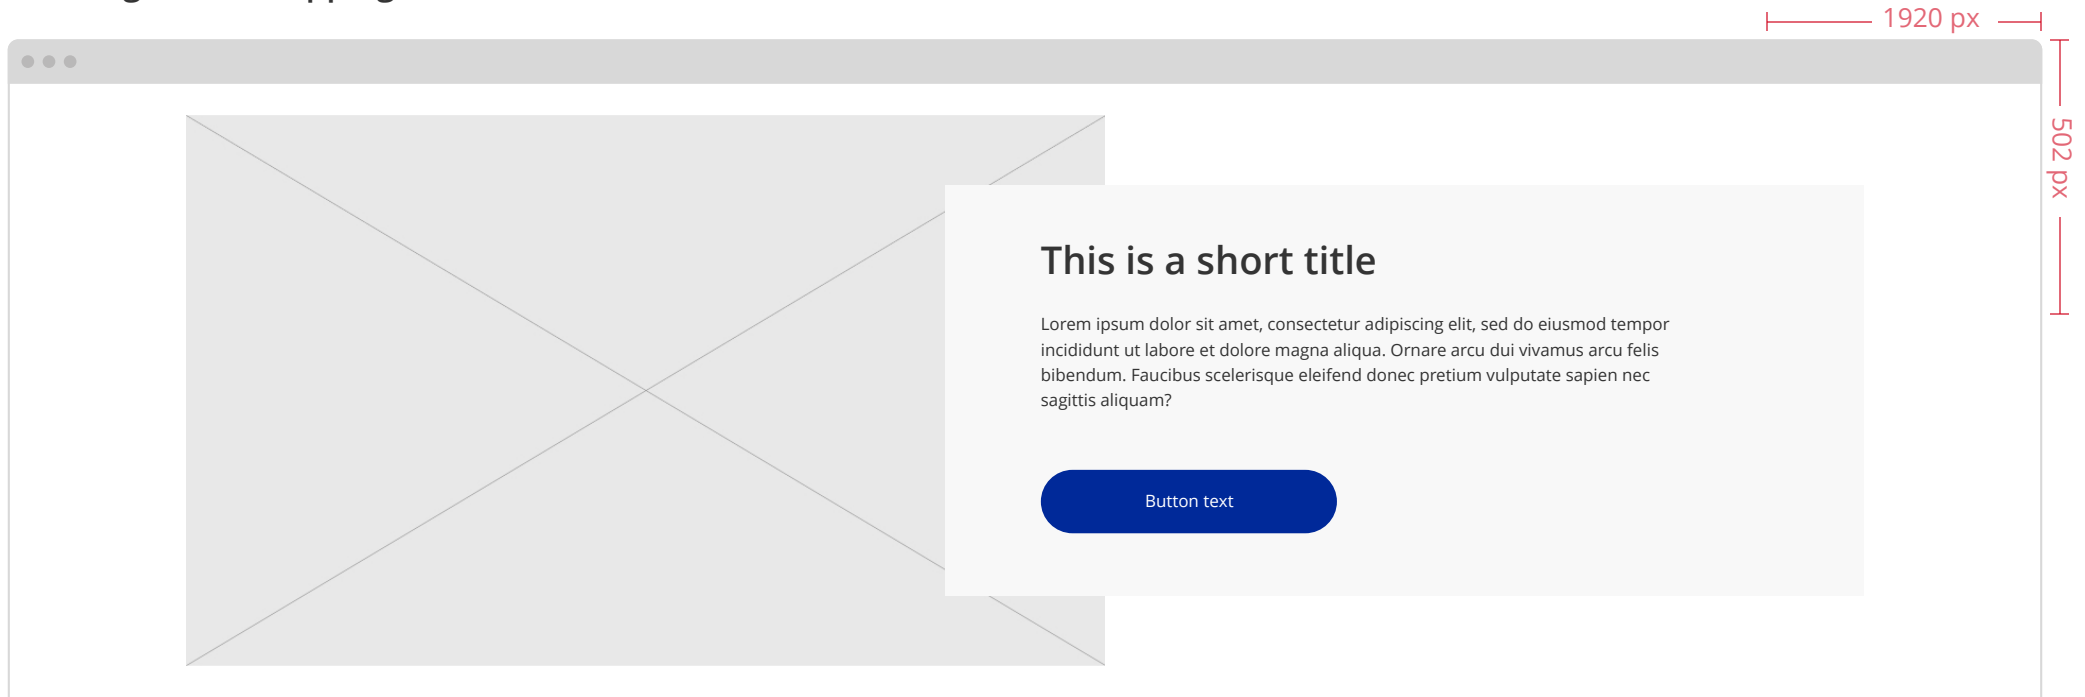 1920 px
502 px
This is a short title
Lorem ipsum dolor sit amet, consectetur adipiscing elit, sed do eiusmod tempor
incididunt ut labore et dolore magna aliqua. Ornare arcu dui vivamus arcu felis
bibendum. Faucibus scelerisque eleifend donec pretium vulputate sapien nec
sagittis aliquam?
Button text